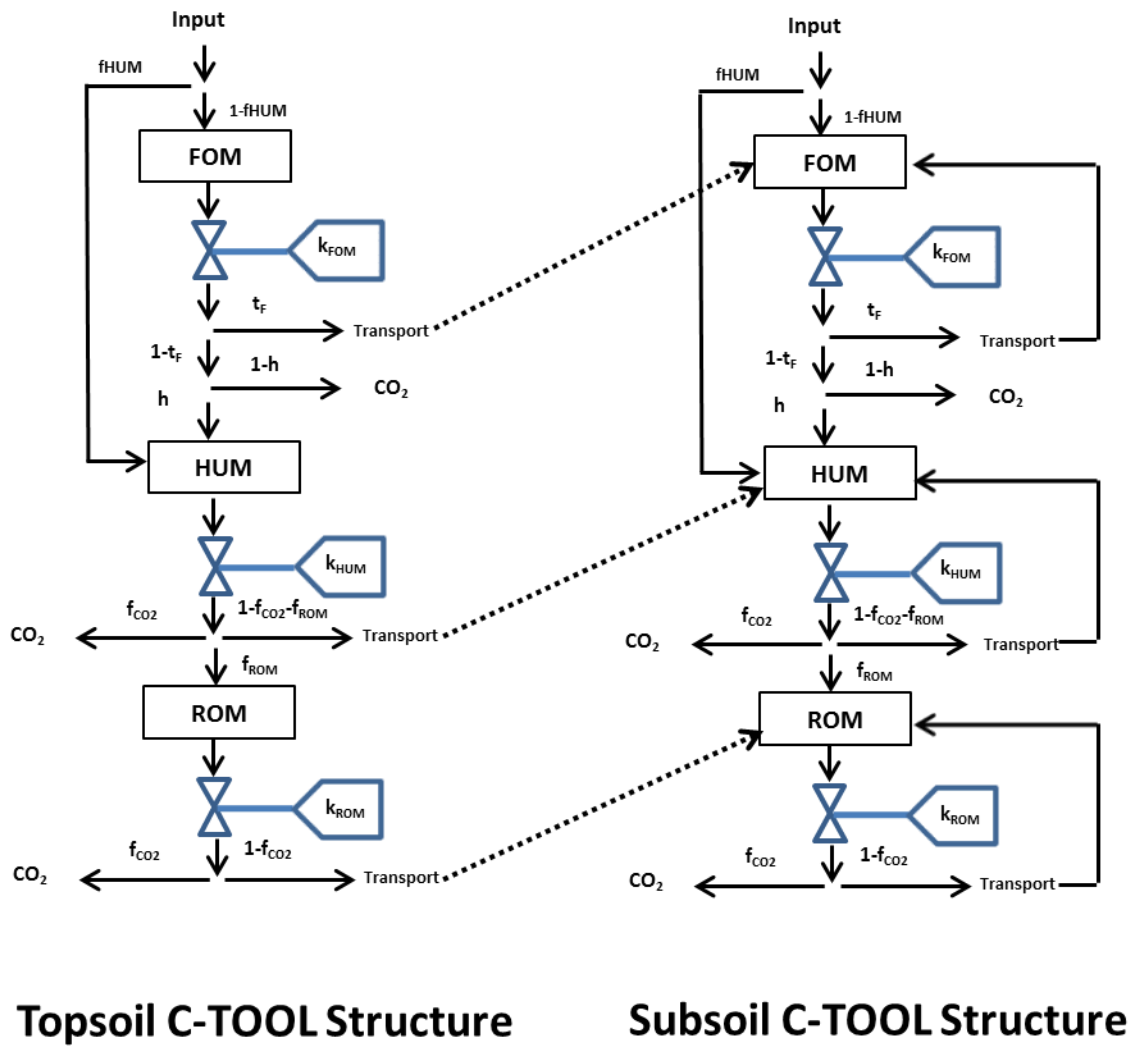 Input
fHUM
1-fHUM
FOM
kFOM
tF
Transport
1-tF
1-h
CO2
h
HUM
kHUM
fCO2
1-fCO2-fROM
CO2
Transport
fROM
ROM
kROM
fCO2
1-fCO2
CO2
Transport
Topsoil C-TOOL Structure
Input
fHUM
1-fHUM
FOM
kFOM
tF
Transport
1-tF
1-h
CO2
h
HUM
kHUM
fCO2
1-fCO2-fROM
CO2
Transport
fROM
ROM
kROM
fCO2
1-fCO2
CO2
Transport
Subsoil C-TOOL Structure